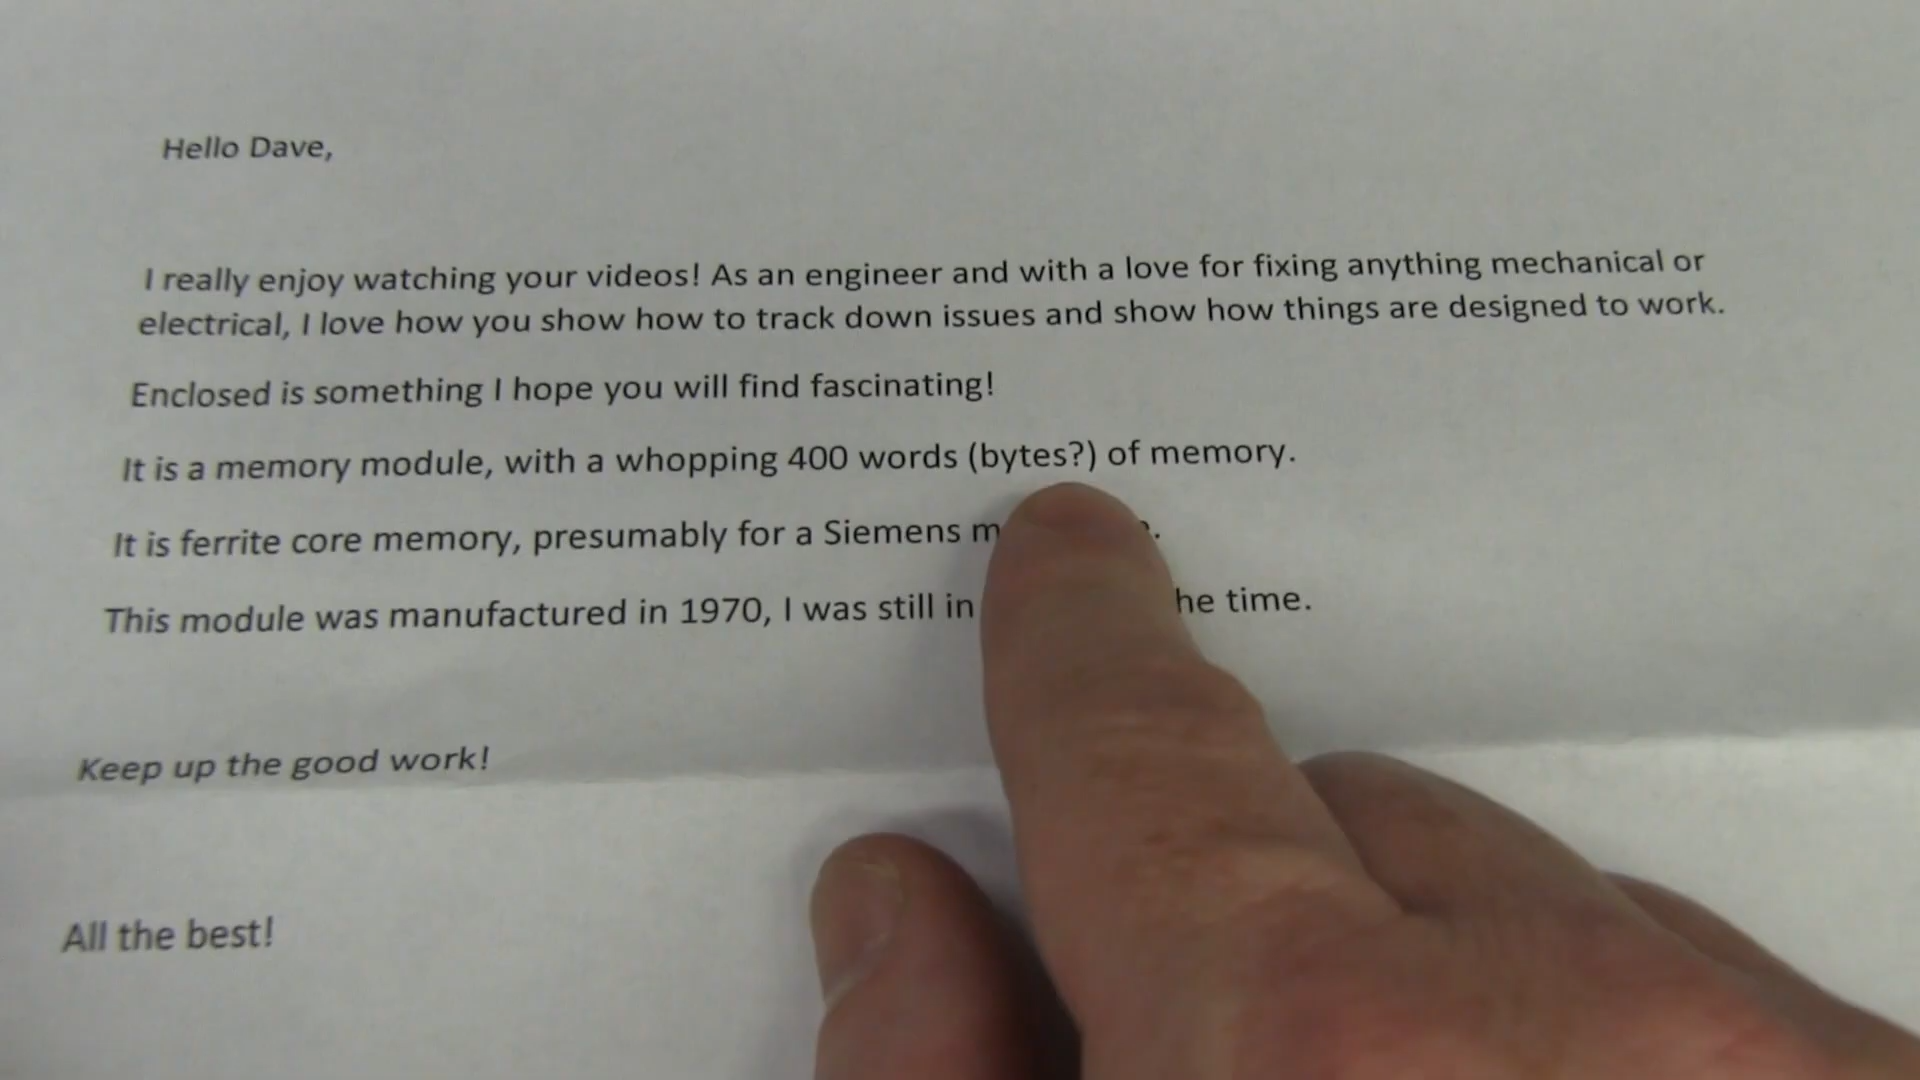 Hello Dave,
I really enjoy watching your videos! As an engineer and with a love for fixing anything mechanical or
electrical, I love how you show how to track down issues and show how things are designed to work.
Enclosed is something I hope you will find fascinating!
It is a memory module, with a whopping 400 words (bytes?) of memory.
It is ferrite core memory, presumably for a Siemens
This module was manufactured in 1970, I was still in time.
Keep up the good work!
All the best!